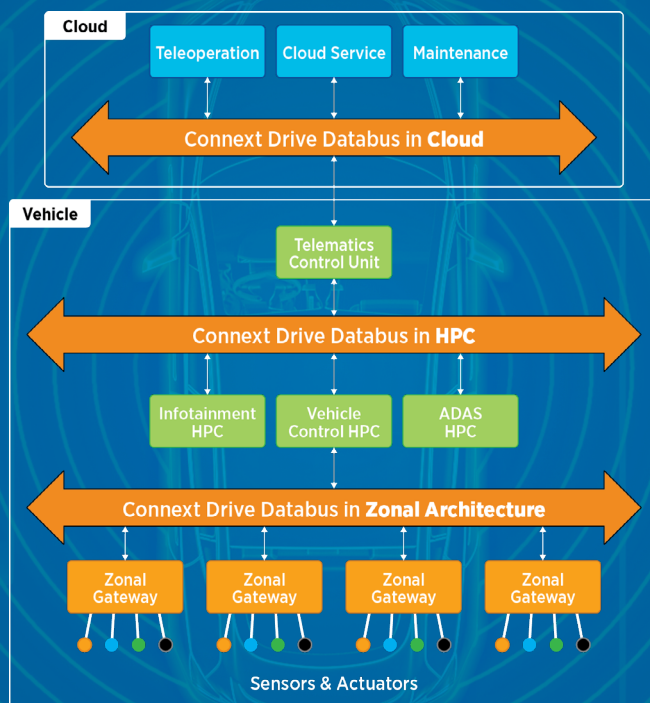 Cloud
Teleoperation
Cloud Service
Maintenance
Connext Drive Databus in Cloud
Vehicle
Telematics
Control Unit
Connext Drive Databus in HPC
Infotainment
HPC
Vehicle
Control HPC
ADAS
HPC
Connext Drive Databus in Zonal Architecture
Zonal
Gateway
Zonal
Gateway
Zonal
Gateway
Zonal
Gateway
Sensors & Actuators